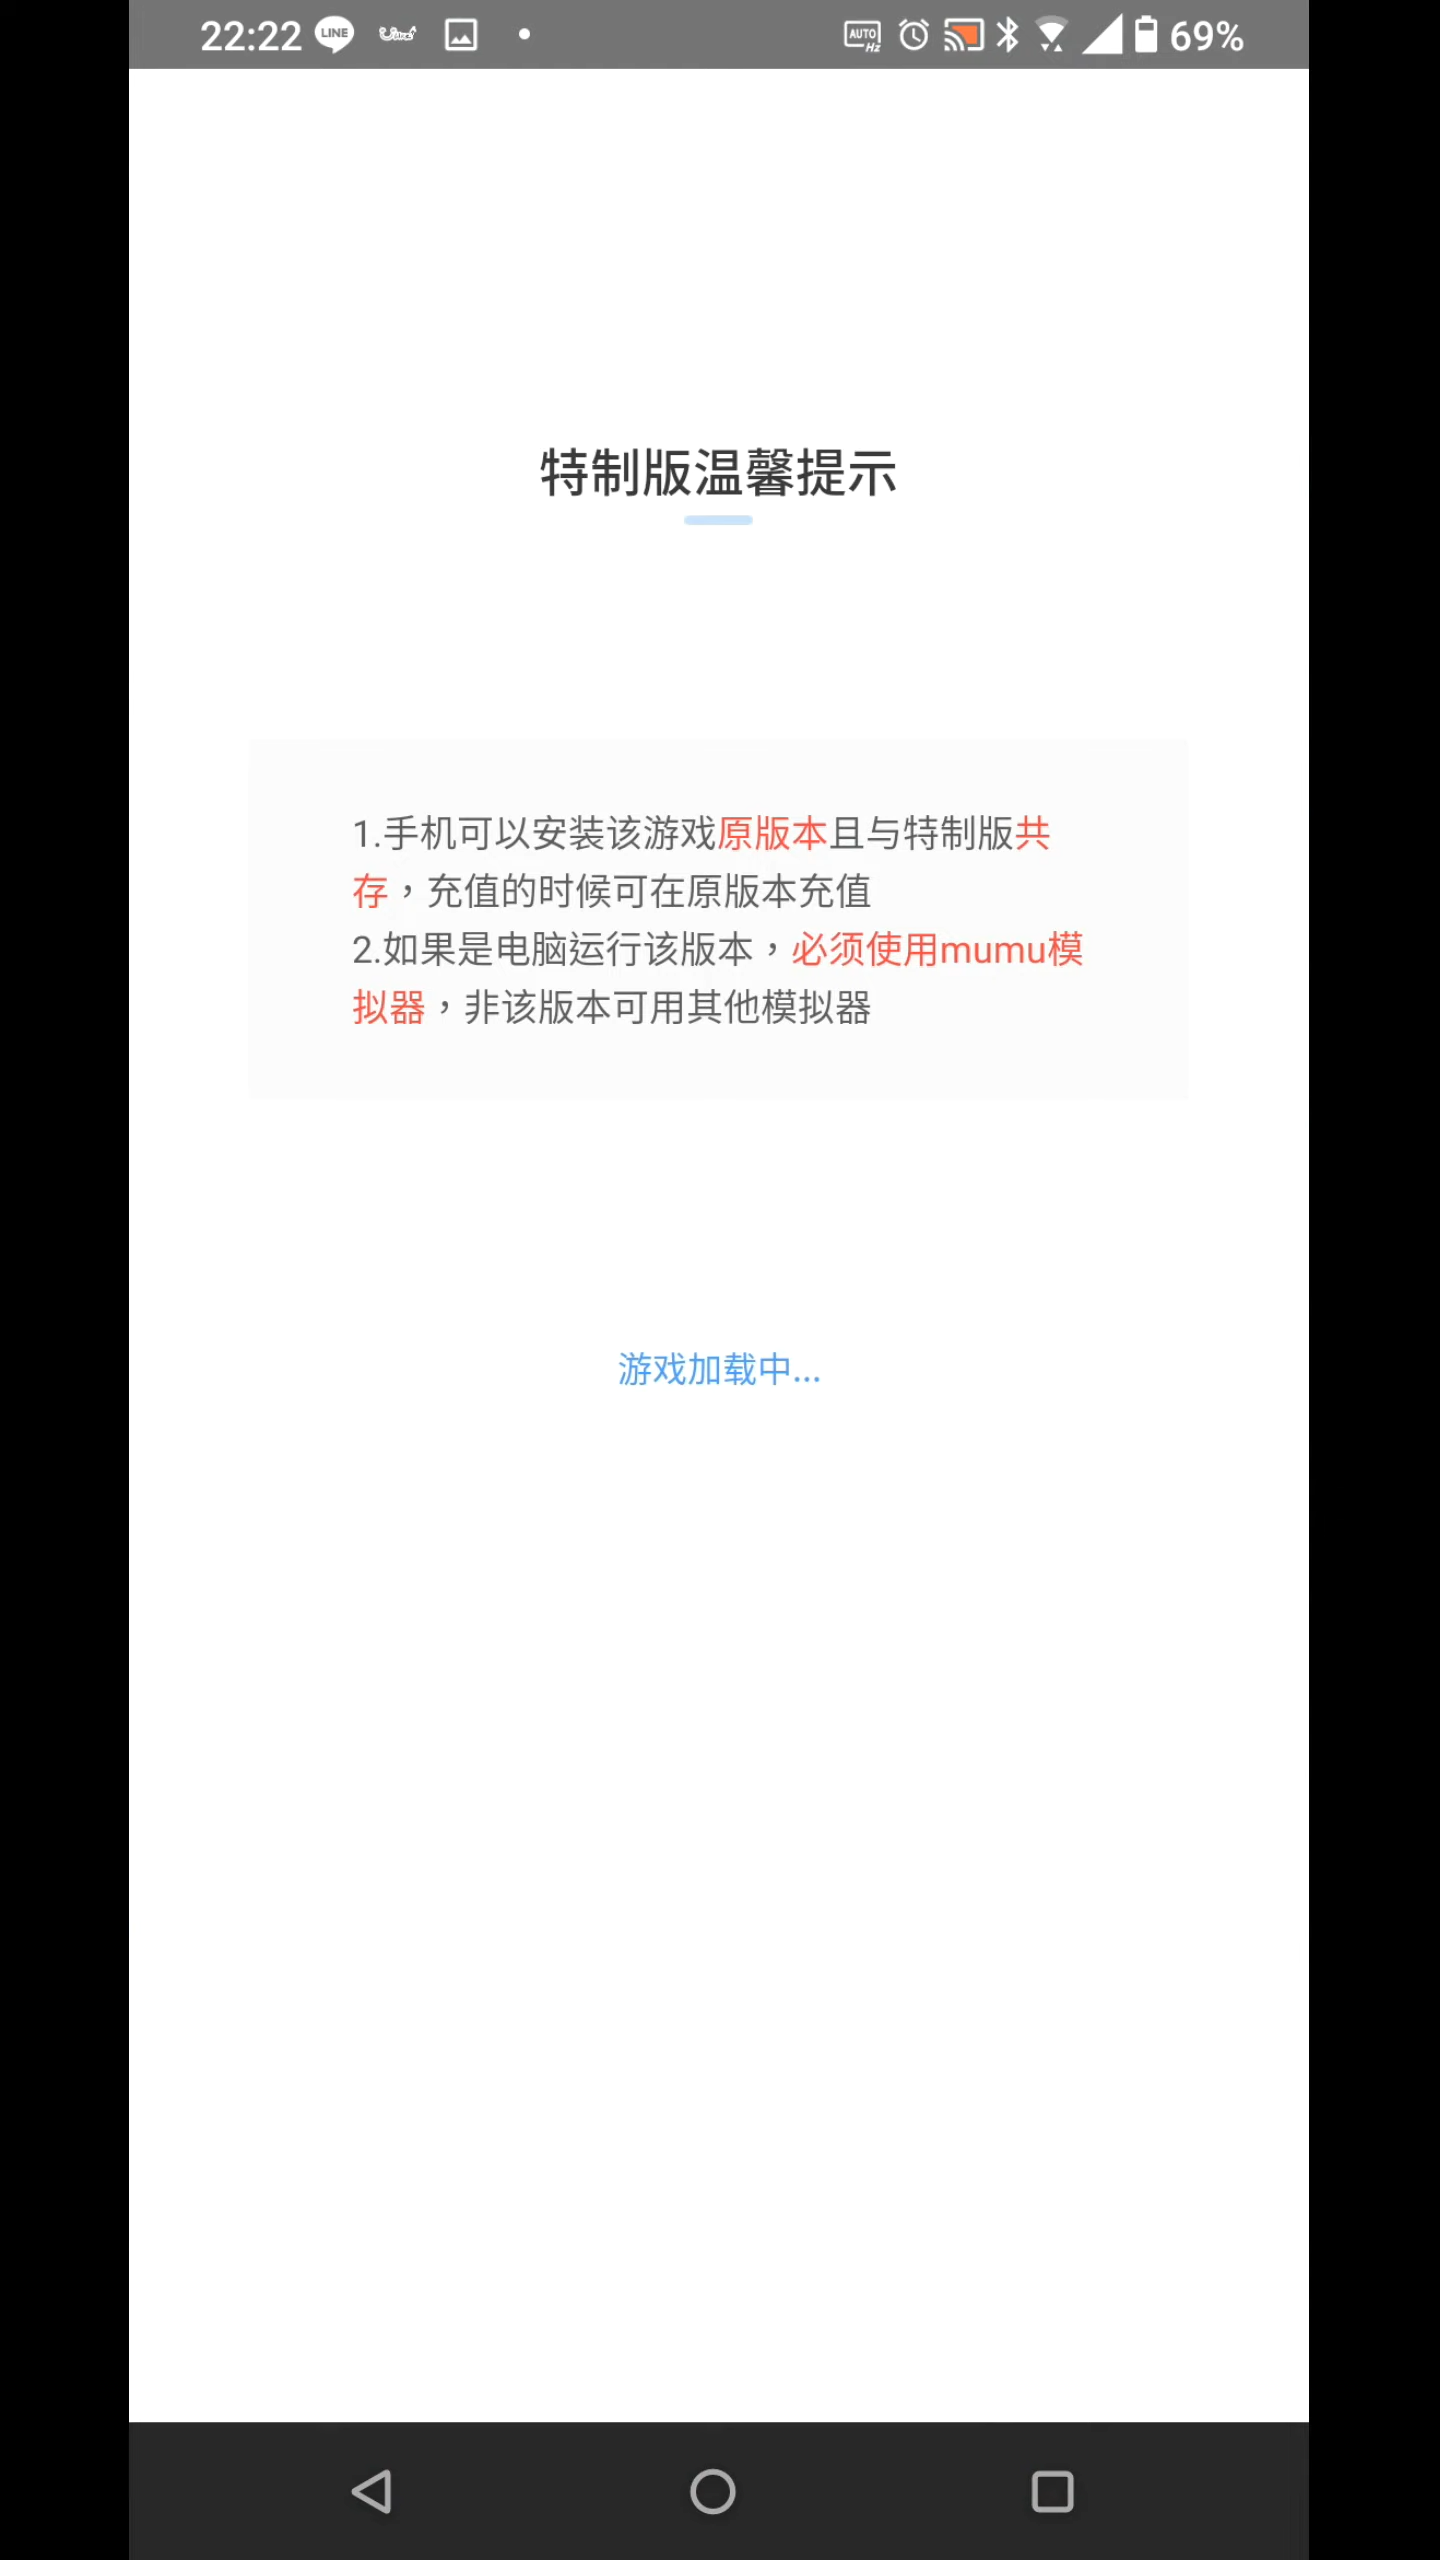 22:22 LINE AUTO Hz 69%
特制版温馨提示
1.手机可以安装该游戏原版本且与特制版共
存，充值的时候可在原版本充值
2.如果是电脑运行该版本，必须使用mumu模
拟器，非该版本可用其他模拟器
游戏加载中...